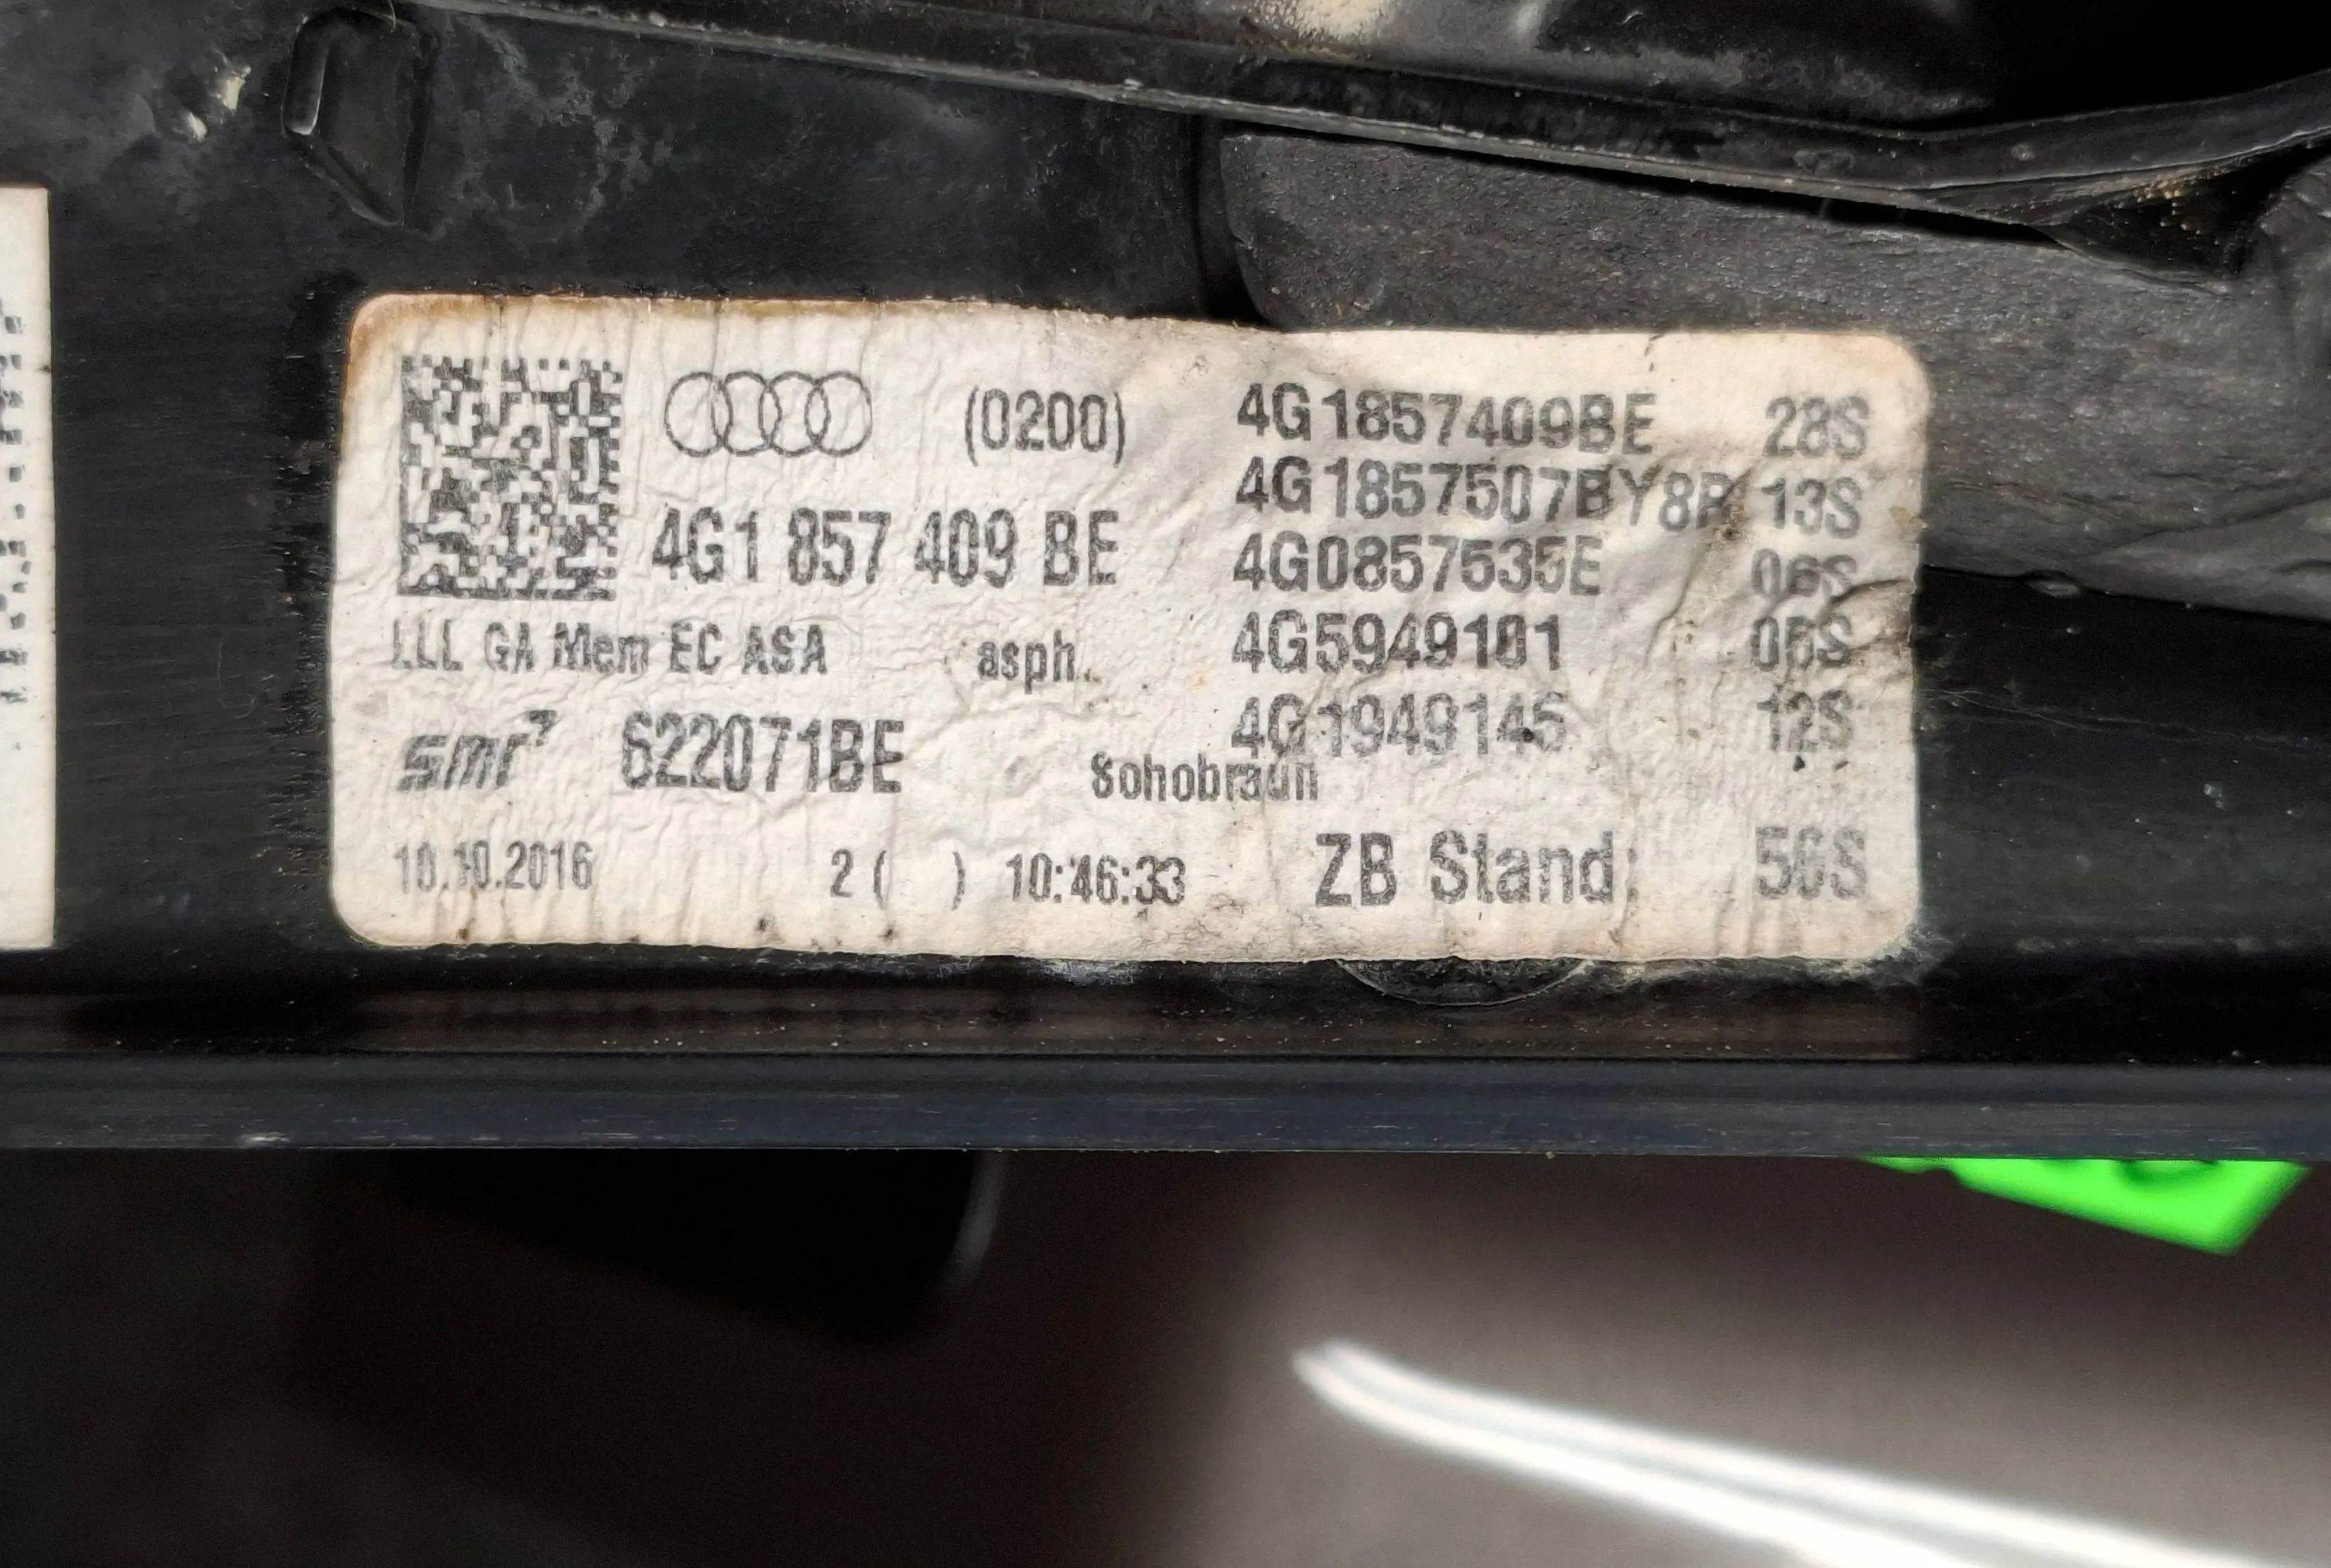 (0200)
4G1 857 409 BE
LLL GA Mem EC ASA asph.
smr 622071BE
Sohobraun
10.10.2016 2 ( ) 10:46:33
4G1857409BE 28S
4G1857507BY8R 13S
4G0857535E 06S
4G5949101 05S
4G1949145 12S
ZB Stand: 56S